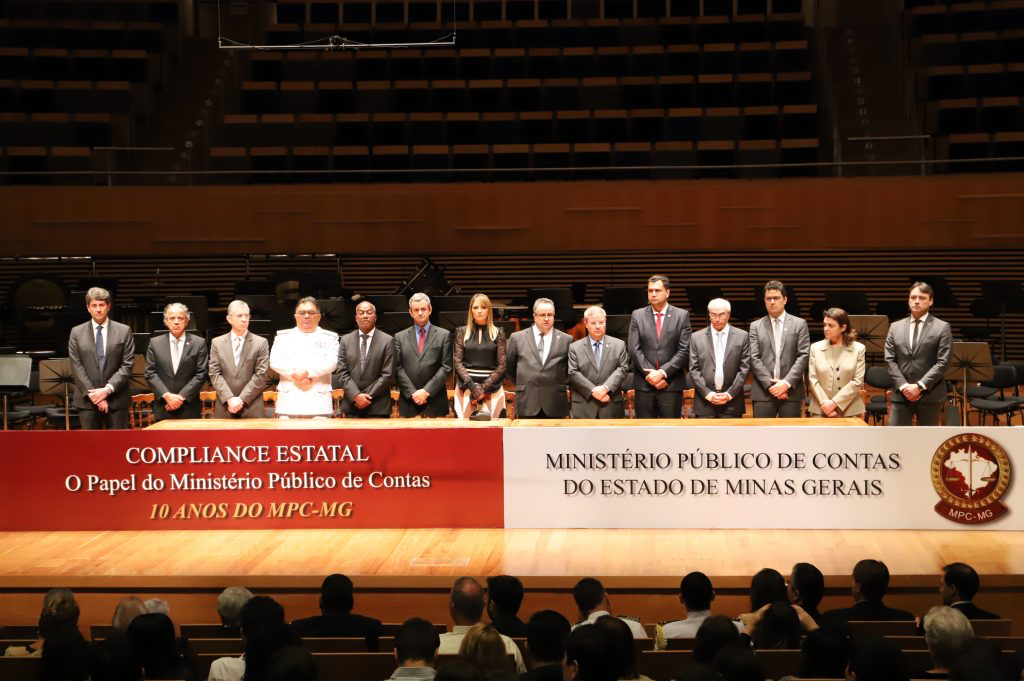 COMPLIANCE ESTATAL
O Papel do Ministério Público de Contas
10 ANOS DO MPC-MG
MINISTÉRIO PÚBLICO DE CONTAS
DO ESTADO DE MINAS GERAIS
MPC-MG